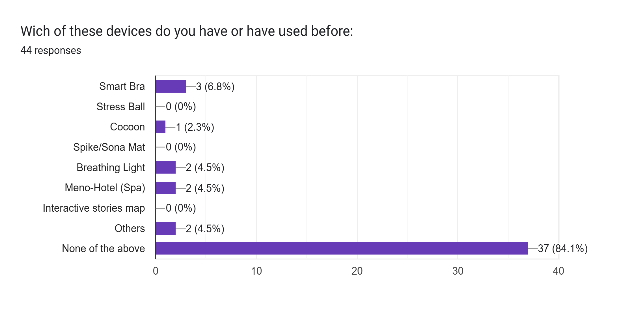 Wich of these devices do you have or have used before:
44 responses
Smart Bra 3 (6.8%)
Stress Ball 0 (0%)
Cocoon 1 (2.3%)
Spike/Sona Mat 0 (0%)
Breathing Light 2 (4.5%)
Meno-Hotel (Spa) 2 (4.5%)
Interactive stories map 0 (0%)
Others 2 (4.5%)
None of the above 37 (84.1%)
0 10 20 30 40